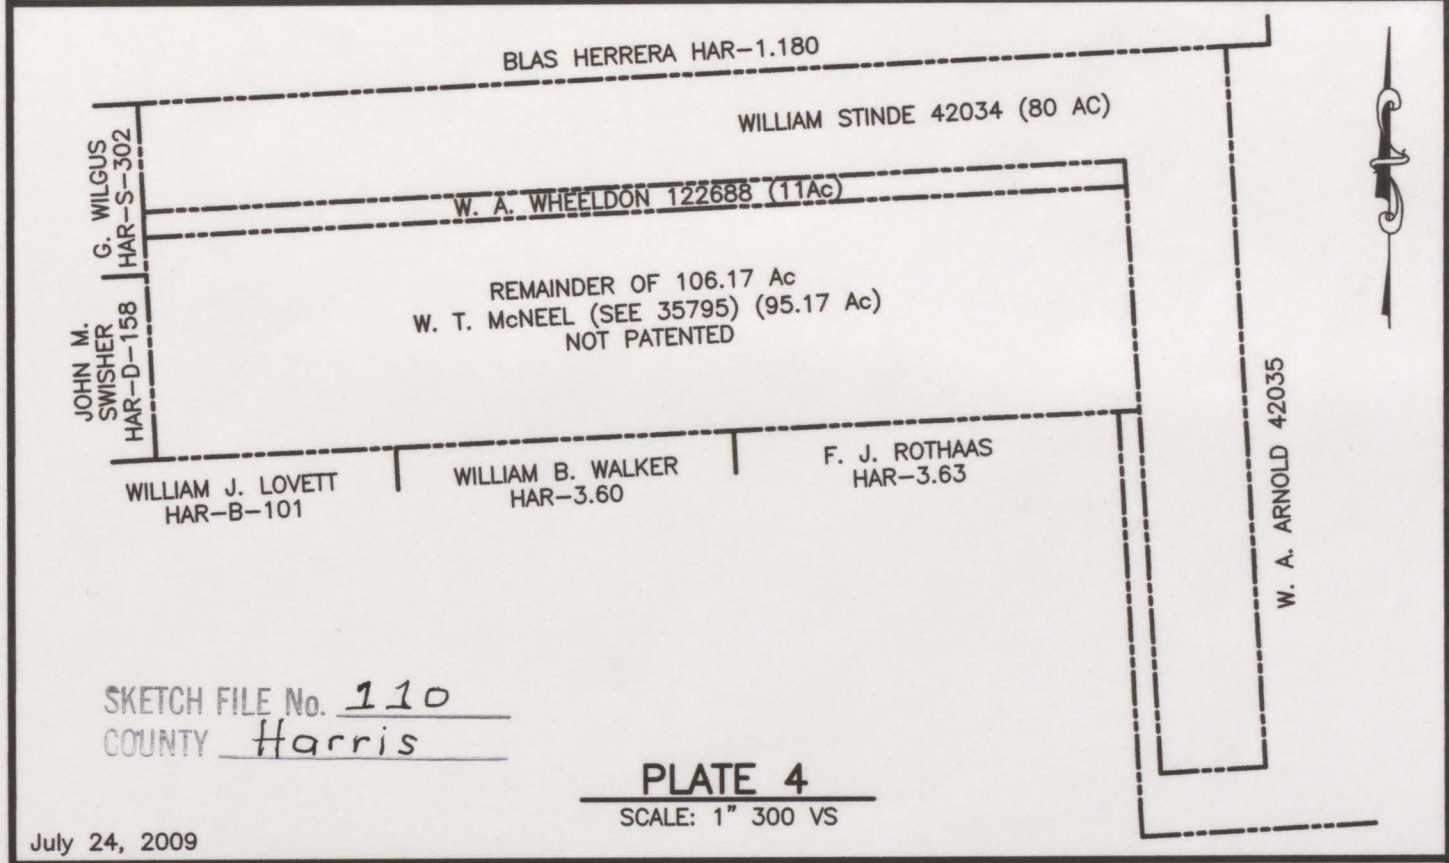 BLAS HERRERA HAR-1.180
WILLIAM STINDE 42034 (80 AC)
G. WILGUS
HAR-S-302
W. A. WHEELDON 122688 (11Ac)
REMAINDER OF 106.17 Ac
W. T. McNEEL (SEE 35795) (95.17 Ac)
NOT PATENTED
JOHN M.
SWISHER
HAR-D-158
W. A. ARNOLD 42035
WILLIAM J. LOVETT
HAR-B-101
WILLIAM B. WALKER
HAR-3.60
F. J. ROTHAAS
HAR-3.63
SKETCH FILE No. 110
COUNTY Harris
PLATE 4
SCALE: 1" 300 VS
July 24, 2009